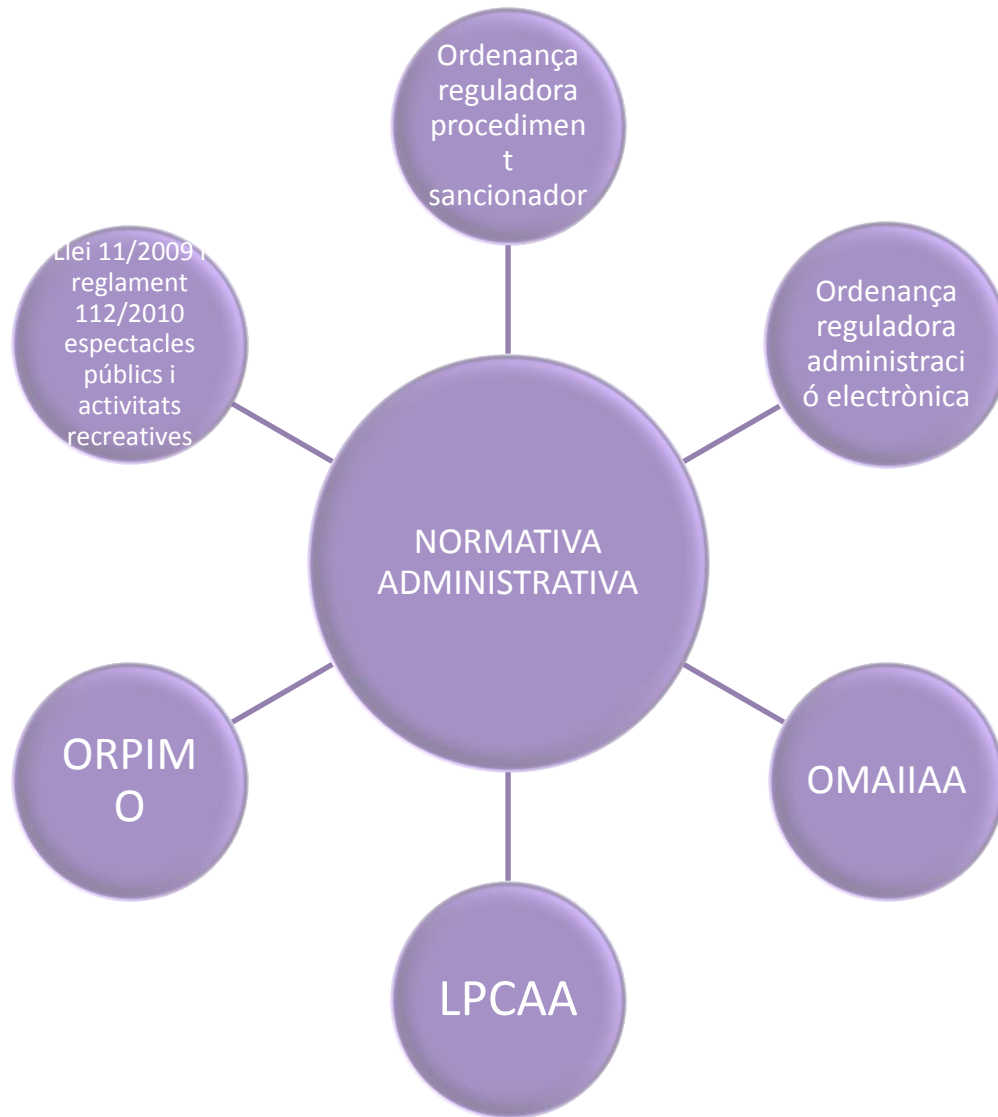 Ordenança
reguladora
procedimen
t
sancionador
Llei 11/2009 i
reglament
112/2010
espectacles
públics i
activitats
recreatives
Ordenança
reguladora
administraci
ó electrònica
NORMATIVA
ADMINISTRATIVA
ORPIM
O
OMAIIAA
LPCAA